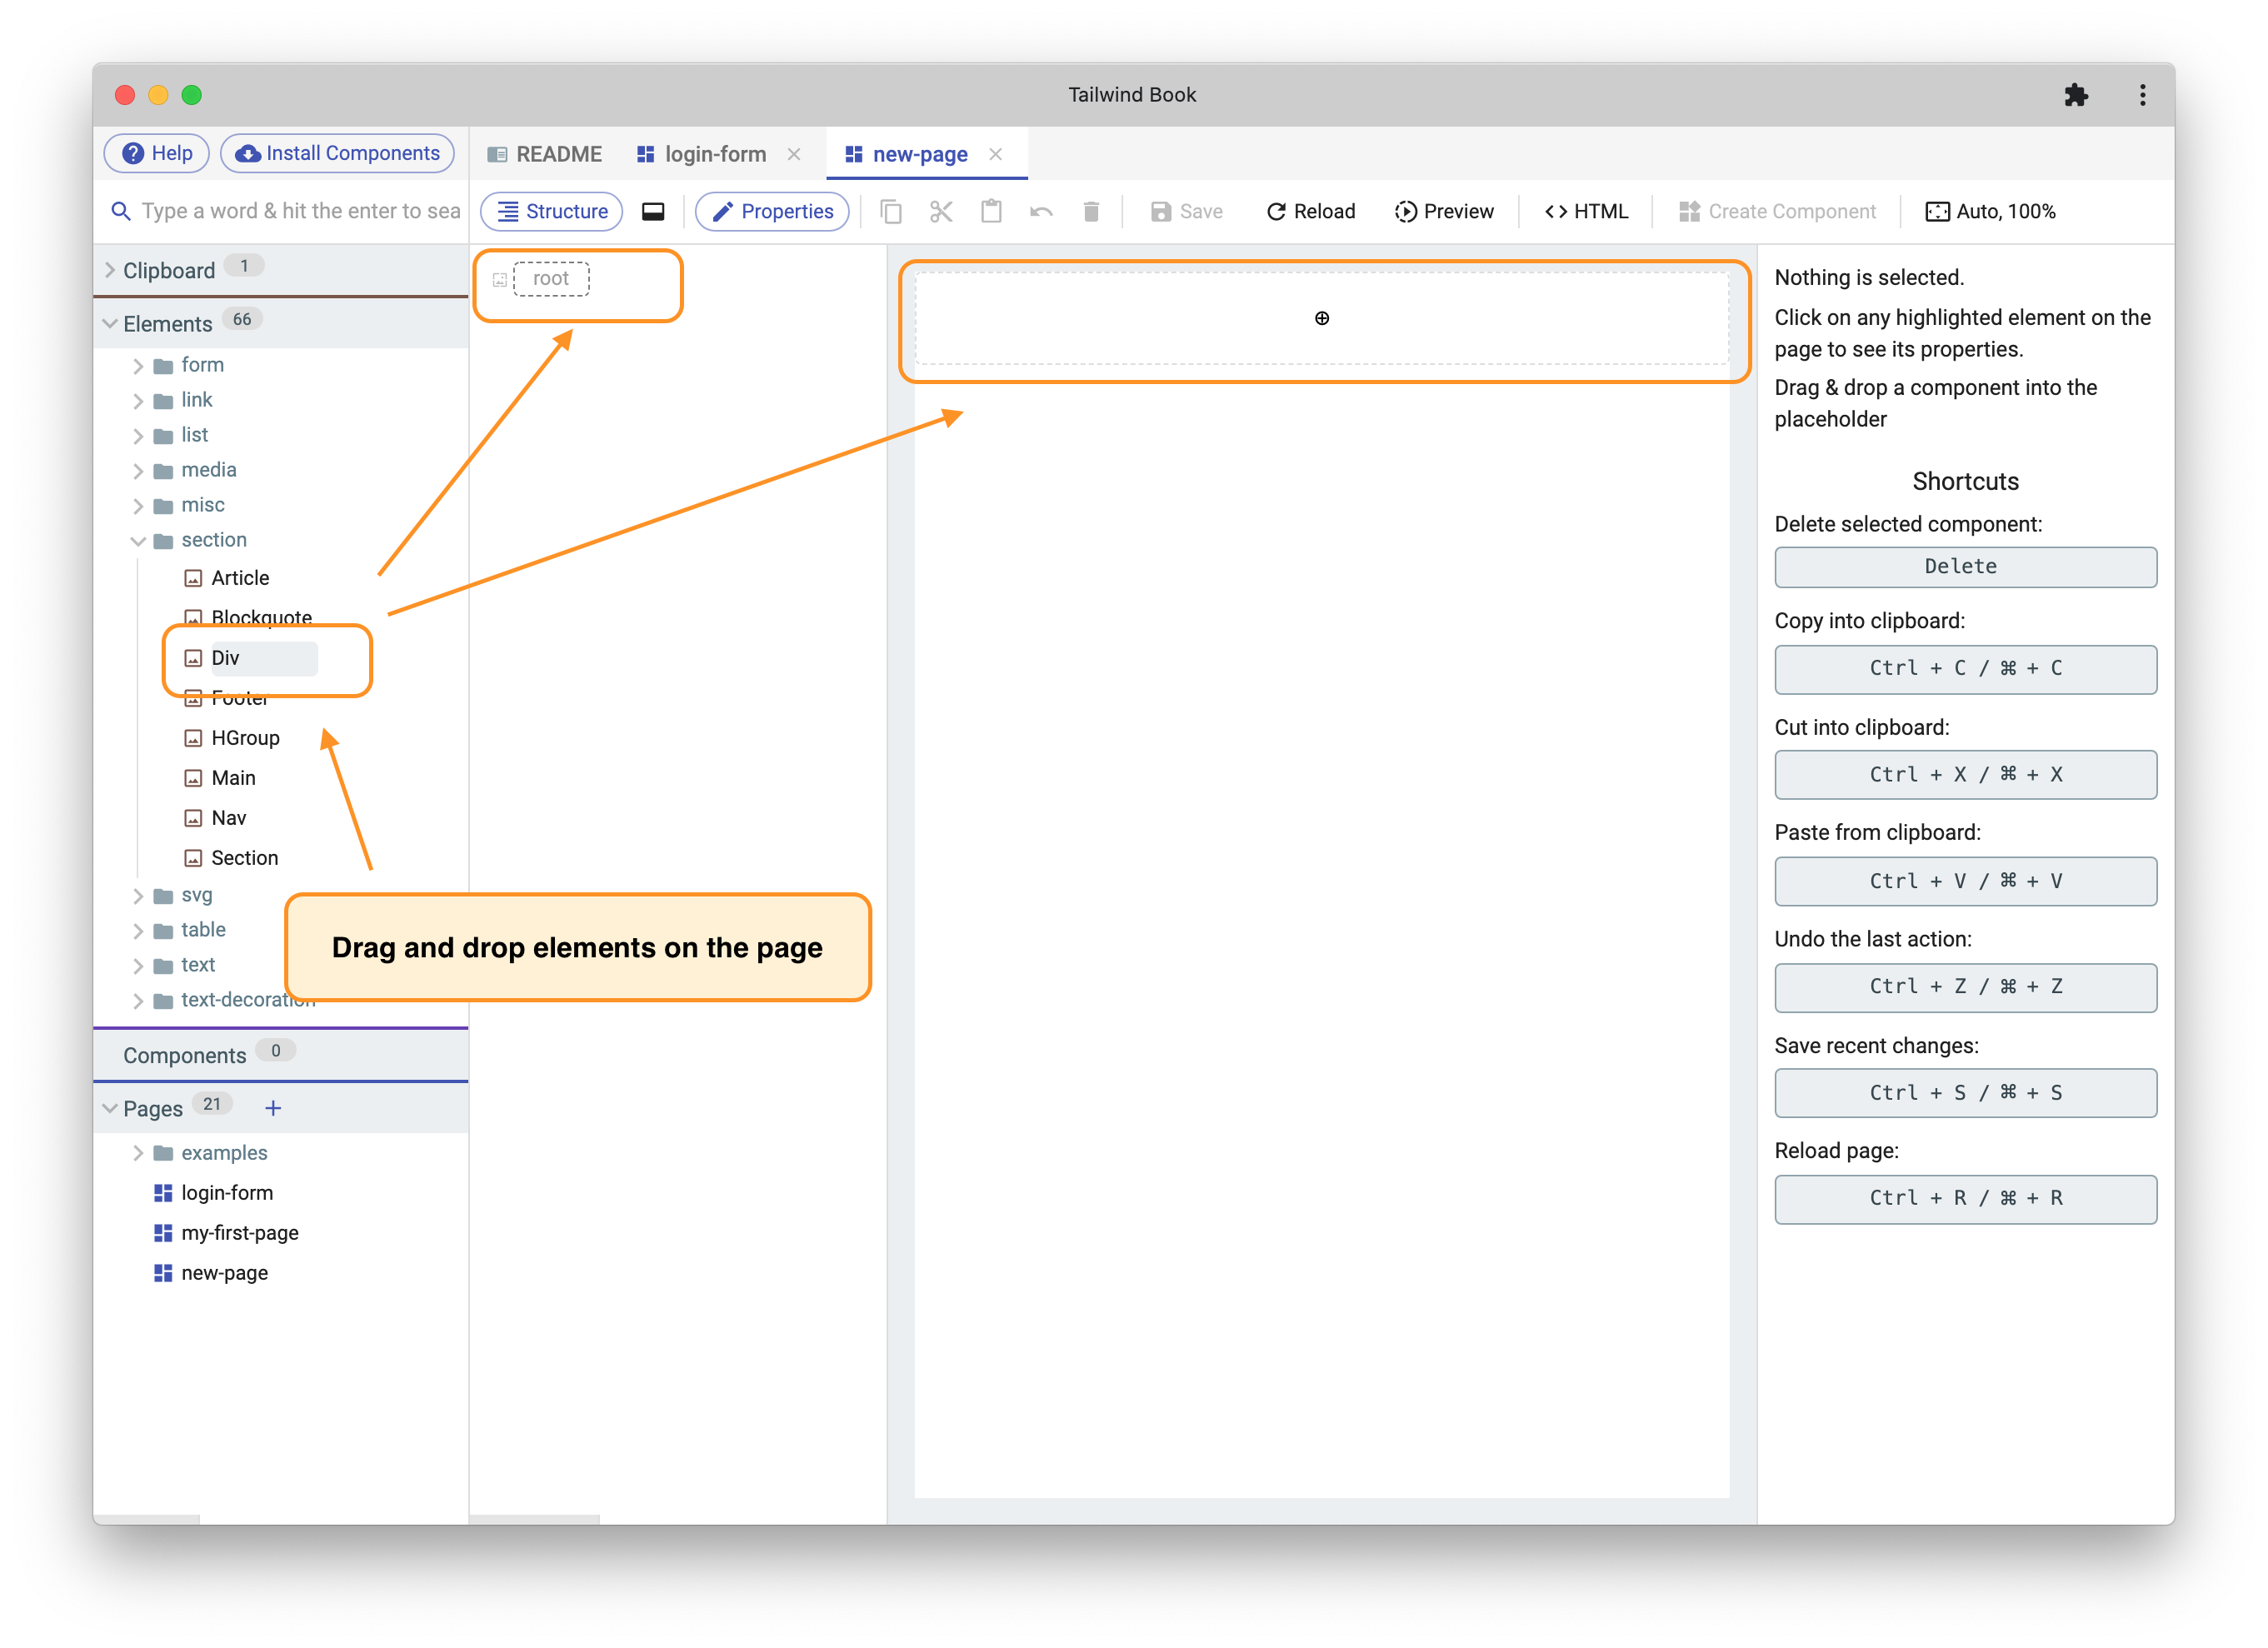 Tailwind Book
Help
Install Components
README
login-form
new-page
Type a word & hit the enter to sea
Structure
Properties
Save
Reload
Preview
HTML
Create Component
Auto, 100%
Clipboard 1
Elements 66
form
link
list
media
misc
section
Article
Blockquote
Div
Footer
HGroup
Main
Nav
Section
svg
table
text
text-decoration
Components 0
Pages 21 +
examples
login-form
my-first-page
new-page
root
Drag and drop elements on the page
Nothing is selected.
Click on any highlighted element on the
page to see its properties.
Drag & drop a component into the
placeholder
Shortcuts
Delete selected component:
Delete
Copy into clipboard:
Ctrl + C / ⌘ + C
Cut into clipboard:
Ctrl + X / ⌘ + X
Paste from clipboard:
Ctrl + V / ⌘ + V
Undo the last action:
Ctrl + Z / ⌘ + Z
Save recent changes:
Ctrl + S / ⌘ + S
Reload page:
Ctrl + R / ⌘ + R